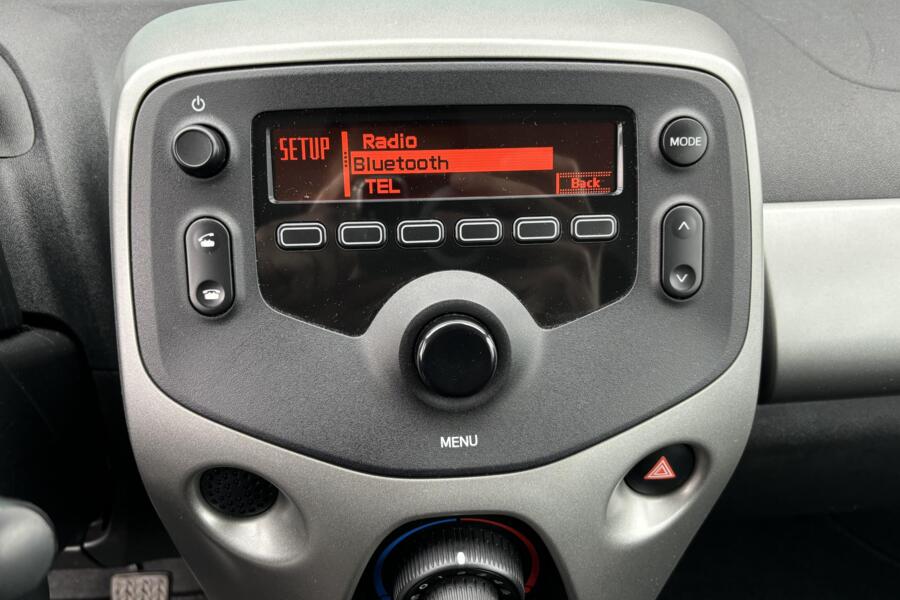 SETUP
Radio
Bluetooth
TEL
Back
MODE
MENU